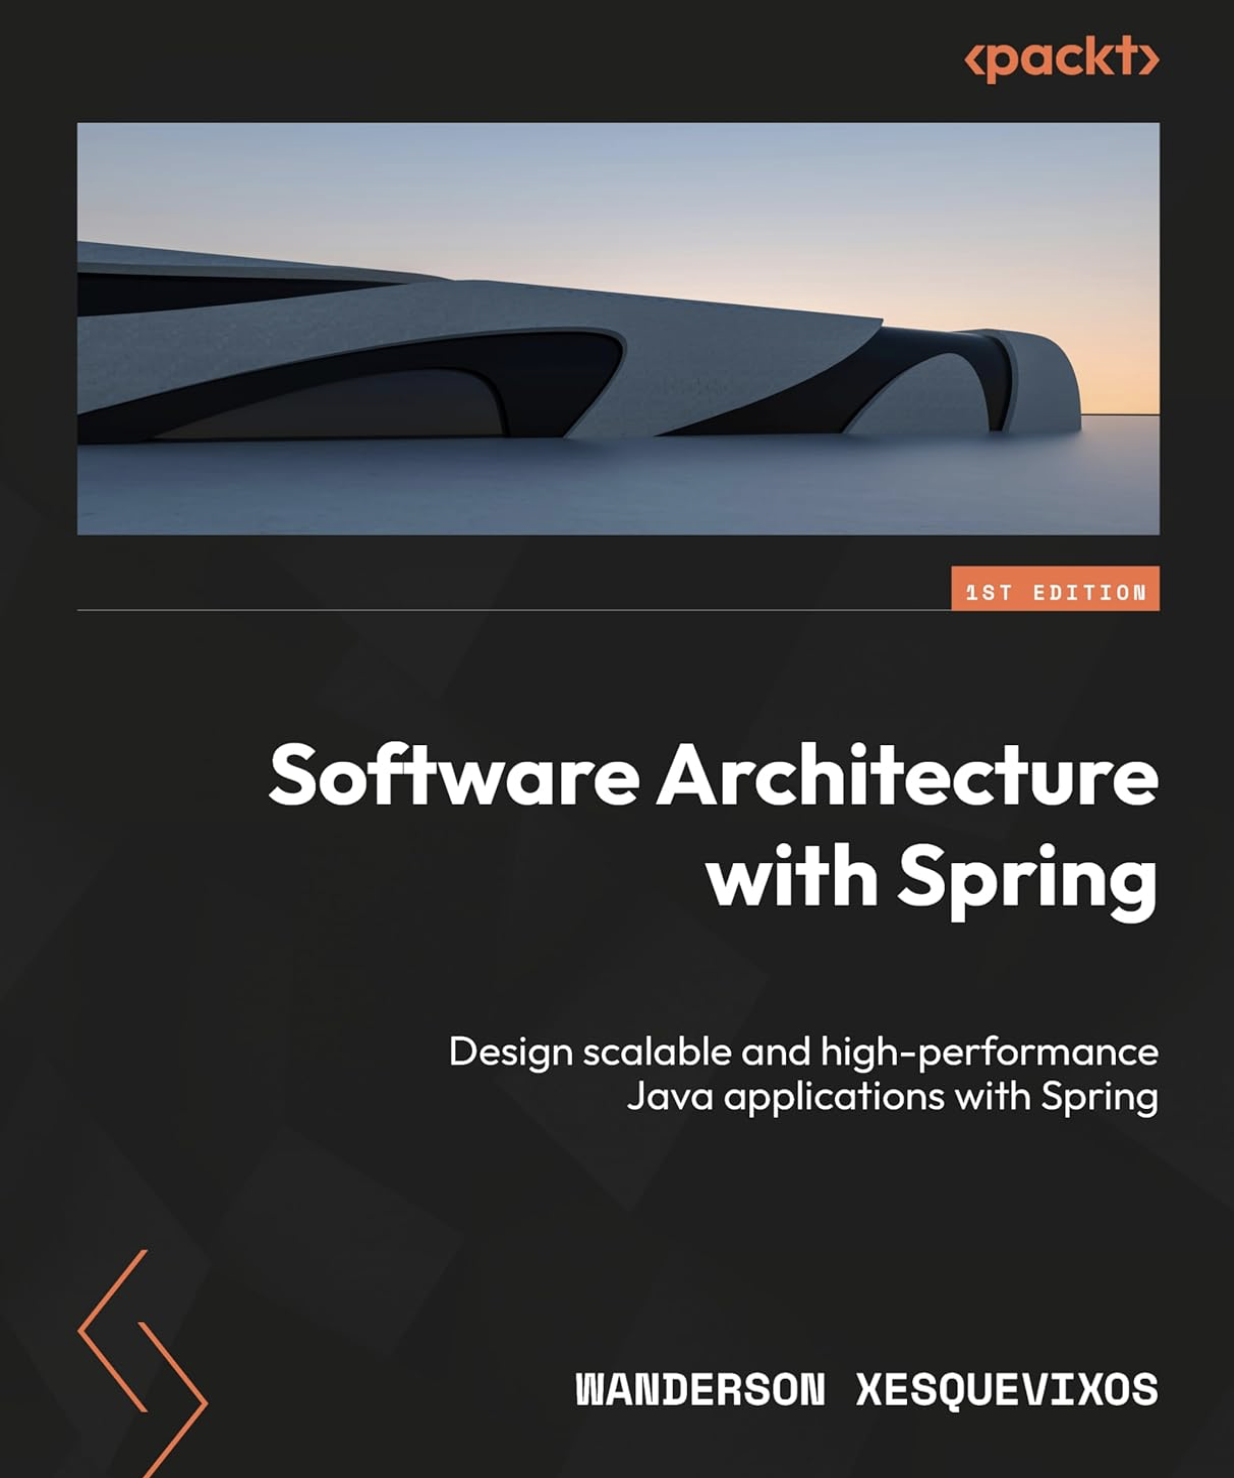 <packt>
1ST EDITION
Software Architecture
with Spring
Design scalable and high-performance
Java applications with Spring
WANDERSON XESQUEVIXOS